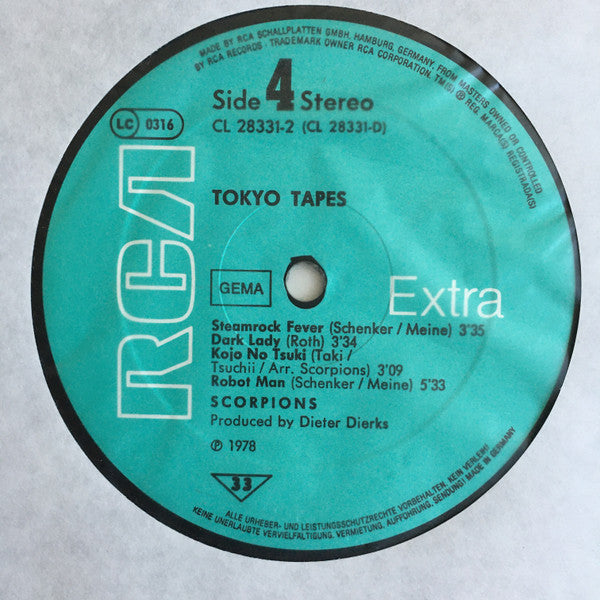 MADE BY RCA SCHALLPLATTEN GMBH, HAMBURG, GERMANY, FROM MASTERS OWNED OR CONTROLLED
BY RCA RECORDS · TRADEMARK OWNER RCA CORPORATION. TM(S) ® REG. MARCA(S) REGISTRADA(S)
Side 4 Stereo
LC 0316
CL 28331-2 (CL 28331-D)
RCA
TOKYO TAPES
GEMA
Extra
Steamrock Fever (Schenker / Meine) 3'35
Dark Lady (Roth) 3'34
Kojo No Tsuki (Taki /
Tsuchii / Arr. Scorpions) 3'09
Robot Man (Schenker / Meine) 5'33
SCORPIONS
Produced by Dieter Dierks
℗ 1978
33
ALLE URHEBER- UND LEISTUNGSSCHUTZRECHTE VORBEHALTEN. KEIN VERLEIH!
KEINE UNERLAUBTE VERVIELFÄLTIGUNG, VERMIETUNG, AUFFÜHRUNG, SENDUNG! MADE IN GERMANY